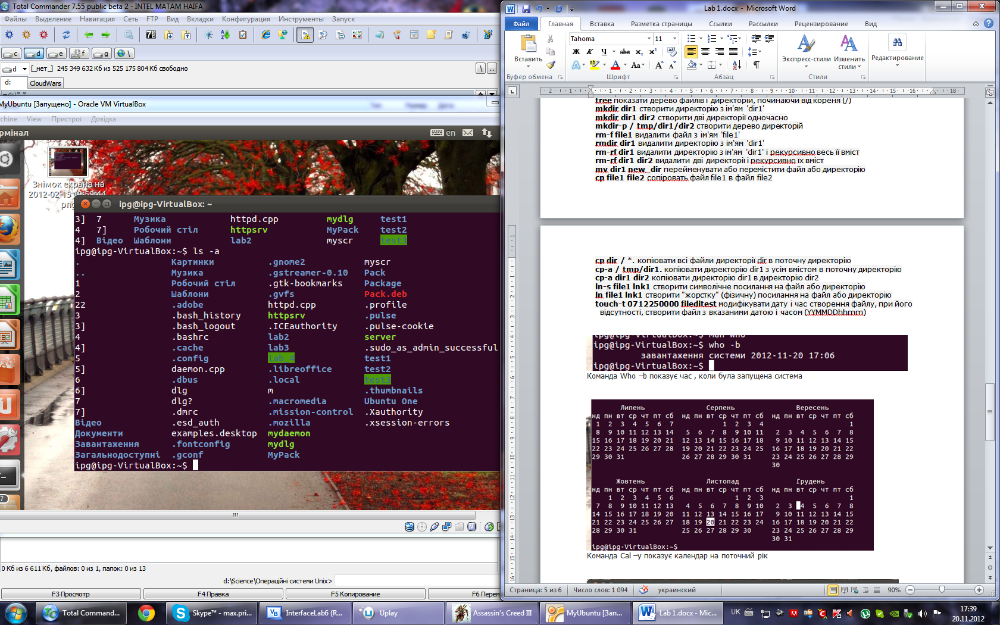 Total Commander 7.55 public beta 2 - INTEL MATAM HAIFA
Файлы Выделение Навигация Сеть FTP Вид Вкладки Конфигурация Инструменты Запуск
c d e f g \
d [_нет_] 245 349 632 Кб из 525 175 804 Кб свободно \ ..
d: CloudWars
d:\*.*
MyUbuntu [Запущено] - Oracle VM VirtualBox
chine View Пристрої Довідка
рмінал en
Знімок екрана на
2012-02-15 19:59:44
png
ipg@ipg-VirtualBox: ~
3] 7 Музика httpd.cpp mydlg test1
4 7] Робочий стіл httpsrv MyPack test2
4] Відео Шаблони lab2 myscr test3
ipg@ipg-VirtualBox:~$ ls -a
. Картинки .gnome2 myscr
.. Музика .gstreamer-0.10 Pack
1 Робочий стіл .gtk-bookmarks Package
2 Шаблони .gvfs Pack.deb
22 .adobe httpd.cpp .profile
3 .bash_history httpsrv .pulse
3] .bash_logout .ICEauthority .pulse-cookie
4 .bashrc lab2 server
4] .cache lab3 .sudo_as_admin_successful
5 .config lab 4 test1
5] daemon.cpp .libreoffice test2
6 .dbus .local test3
6] dlg m .thumbnails
7 dlg? .macromedia Ubuntu One
7] .dmrc .mission-control .Xauthority
Відео .esd_auth .mozilla .xsession-errors
Документи examples.desktop mydaemon
Завантаження .fontconfig mydlg
Загальнодоступні .gconf MyPack
ipg@ipg-VirtualBox:~$
0 Кб из 6 611 Кб, файлов: 0 из 1, папок: 0 из 13
d:\Science\Операційні системи Unix>
F3 Просмотр F4 Правка F5 Копирование F6 Перем
Lab 1.docx - Microsoft Word
Файл Главная Вставка Разметка страницы Ссылки Рассылки Рецензирование Вид
Вставить Tahoma 11
Ж К Ч abc x₂ x² Aa А А
Экспресс-стили Изменить стили Редактирование
Буфер обмена Шрифт Абзац Стили
tree показати дерево файлів і директорій, починаючи від кореня (/)
mkdir dir1 створити директорію з ім'ям 'dir1'
mkdir dir1 dir2 створити дві директорії одночасно
mkdir-p / tmp/dir1/dir2 створити дерево директорій
rm-f file1 видалити файл з ім'ям 'file1'
rmdir dir1 видалити директорію з ім'ям 'dir1'
rm-rf dir1 видалити директорію з ім'ям 'dir1' і рекурсивно весь її вміст
rm-rf dir1 dir2 видалити дві директорії і рекурсивно їх вміст
mv dir1 new_dir перейменувати або перемістити файл або директорію
cp file1 file2 сопіровать файл file1 в файл file2
cp dir / *. копіювати всі файли директорії dir в поточну директорію
cp-a / tmp/dir1. копіювати директорію dir1 з усім вмістом в поточну директорію
cp-a dir1 dir2 копіювати директорію dir1 в директорію dir2
ln-s file1 lnk1 створити символічне посилання на файл або директорію
ln file1 lnk1 створити "жорстку" (фізичну) посилання на файл або директорію
touch-t 0712250000 fileditest модифікувати дату і час створення файлу, при його
відсутності, створити файл з вказаними датою і часом (YYMMDDhhmm)
ipg@ipg-VirtualBox:~$ man who
ipg@ipg-VirtualBox:~$ who -b
завантаження системи 2012-11-20 17:06
ipg@ipg-VirtualBox:~$
Команда Who –b показує час , коли була запущена система
Липень Серпень Вересень
нд пн вт ср чт пт сб нд пн вт ср чт пт сб нд пн вт ср чт пт сб
1 2 3 4 5 6 7 1 2 3 4 1
8 9 10 11 12 13 14 5 6 7 8 9 10 11 2 3 4 5 6 7 8
15 16 17 18 19 20 21 12 13 14 15 16 17 18 9 10 11 12 13 14 15
22 23 24 25 26 27 28 19 20 21 22 23 24 25 16 17 18 19 20 21 22
29 30 31 26 27 28 29 30 31 23 24 25 26 27 28 29
30
Жовтень Листопад Грудень
нд пн вт ср чт пт сб нд пн вт ср чт пт сб нд пн вт ср чт пт сб
1 2 3 4 5 6 1 2 3 1
7 8 9 10 11 12 13 4 5 6 7 8 9 10 2 3 4 5 6 7 8
14 15 16 17 18 19 20 11 12 13 14 15 16 17 9 10 11 12 13 14 15
21 22 23 24 25 26 27 18 19 20 21 22 23 24 16 17 18 19 20 21 22
28 29 30 31 25 26 27 28 29 30 23 24 25 26 27 28 29
30 31
ipg@ipg-VirtualBox:~$
Команда Cal –y показує календар на поточний рік
Страница: 5 из 6 Число слов: 1 094 украинский 90%
Total Command... Skype™ - max.pri... InterfaceLab6 (R... Uplay Assassin's Creed III MyUbuntu [Зап... Lab 1.docx - Mic... UK 17:39
20.11.2012